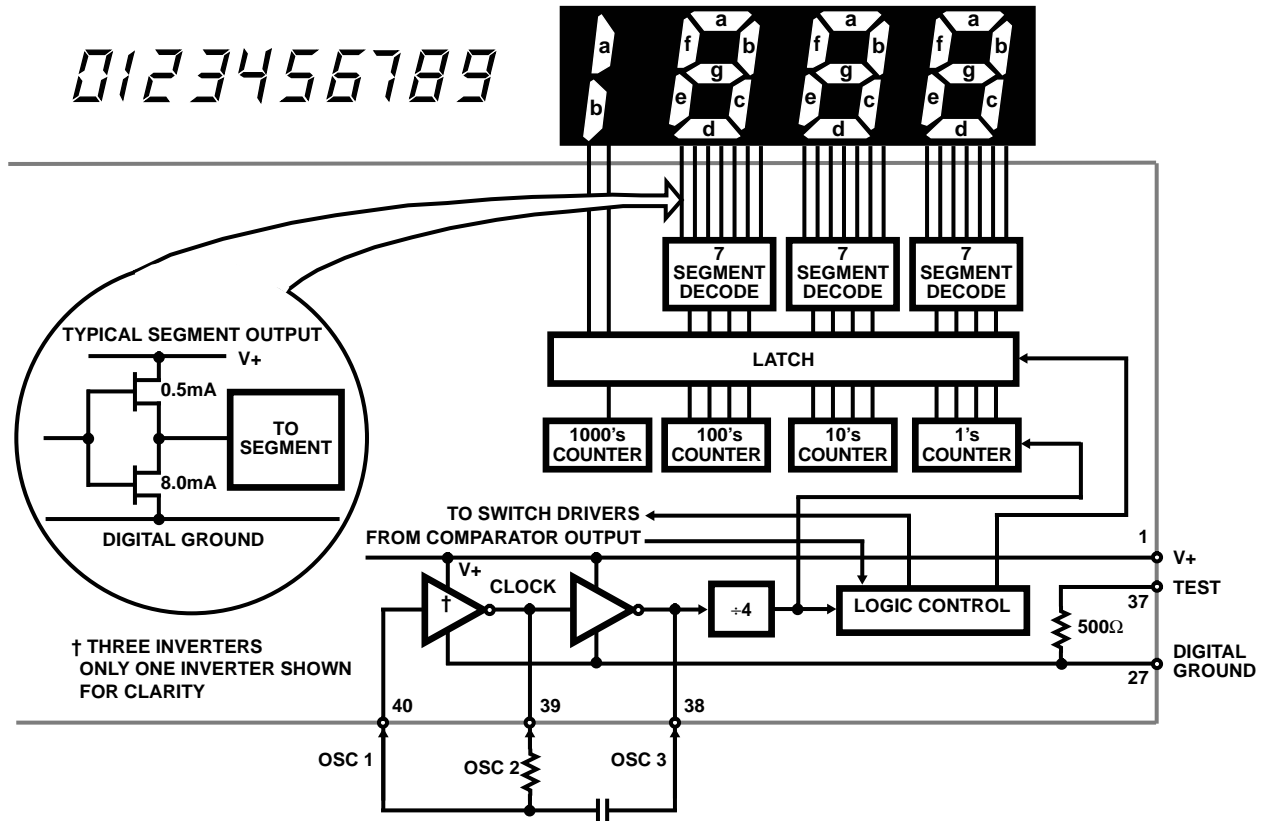 0123456789
a
b
a
f
b
g
e
c
d
a
f
b
g
e
c
d
a
f
b
g
e
c
d
7
SEGMENT
DECODE
7
SEGMENT
DECODE
7
SEGMENT
DECODE
TYPICAL SEGMENT OUTPUT
V+
0.5mA
TO
SEGMENT
8.0mA
DIGITAL GROUND
LATCH
1000's
COUNTER
100's
COUNTER
10's
COUNTER
1's
COUNTER
TO SWITCH DRIVERS
FROM COMPARATOR OUTPUT
1
V+
V+
CLOCK
†
÷4
LOGIC CONTROL
TEST
37
500Ω
DIGITAL
GROUND
27
† THREE INVERTERS
ONLY ONE INVERTER SHOWN
FOR CLARITY
40
39
38
OSC 1
OSC 2
OSC 3